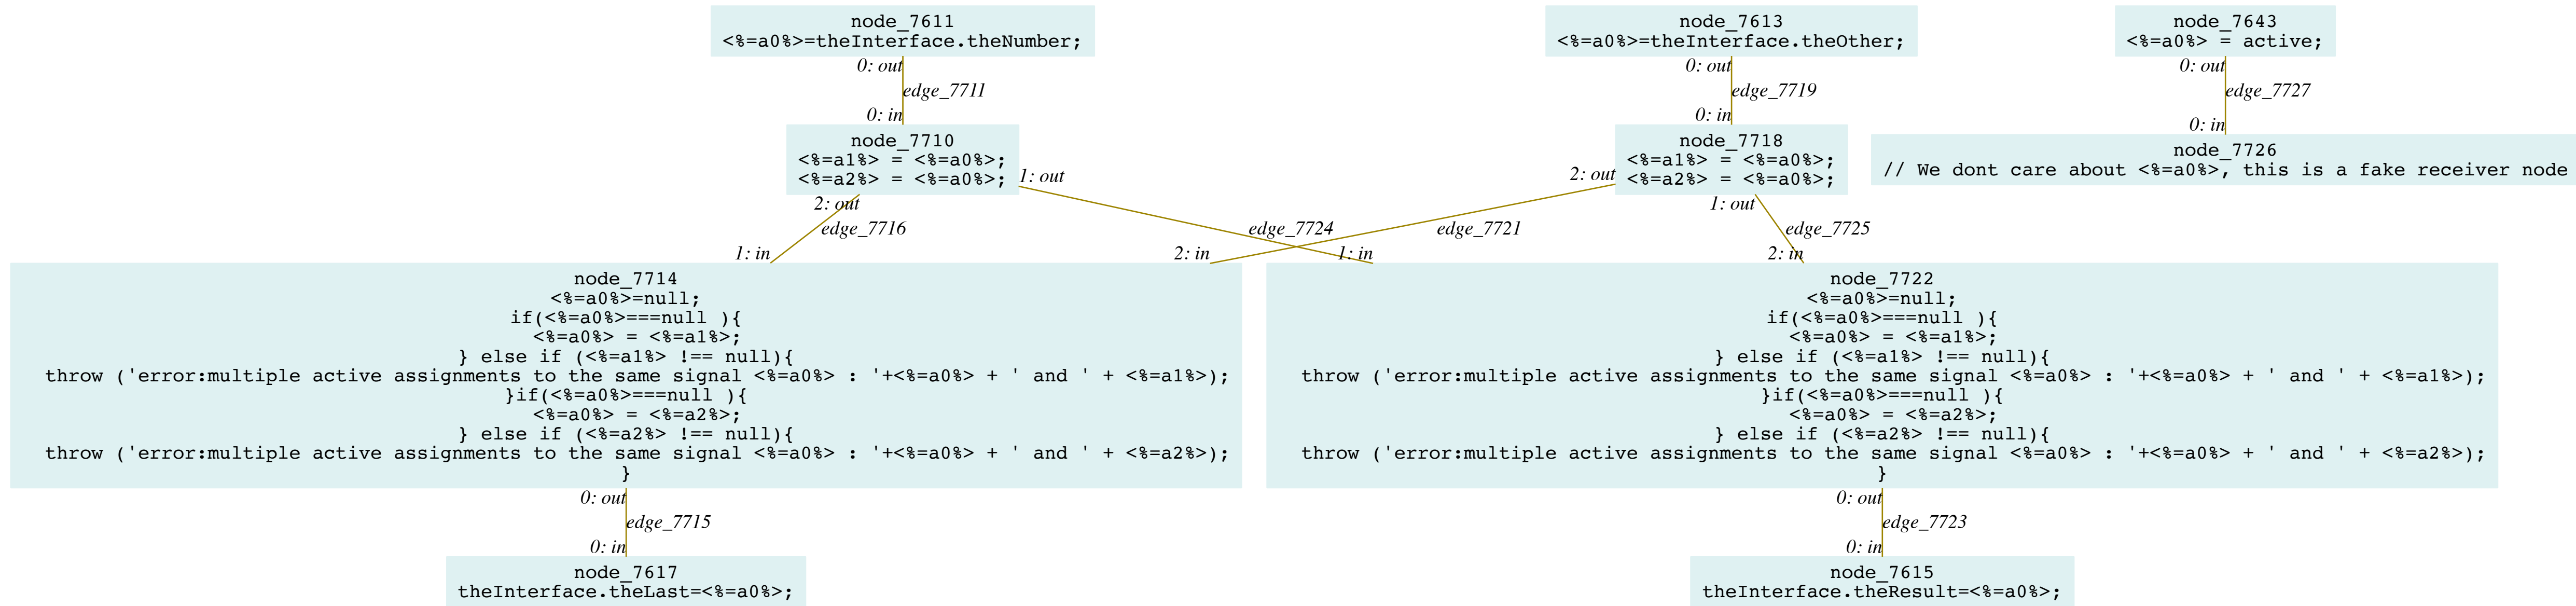 node_7611
<%=a0%>=theInterface.theNumber;
node_7613
<%=a0%>=theInterface.theOther;
node_7643
<%=a0%> = active;
0: out
0: out
0: out
edge_7711
edge_7719
edge_7727
0: in
0: in
0: in
node_7710
<%=a1%> = <%=a0%>;
<%=a2%> = <%=a0%>;
node_7718
<%=a1%> = <%=a0%>;
<%=a2%> = <%=a0%>;
node_7726
// We dont care about <%=a0%>, this is a fake receiver node
1: out
2: out
2: out
1: out
edge_7716
edge_7724
edge_7721
edge_7725
1: in
2: in
1: in
2: in
node_7714
<%=a0%>=null;
if(<%=a0%>===null ){
<%=a0%> = <%=a1%>;
} else if (<%=a1%> !== null){
throw ('error:multiple active assignments to the same signal <%=a0%> : '+<%=a0%> + ' and ' + <%=a1%>);
}if(<%=a0%>===null ){
<%=a0%> = <%=a2%>;
} else if (<%=a2%> !== null){
throw ('error:multiple active assignments to the same signal <%=a0%> : '+<%=a0%> + ' and ' + <%=a2%>);
}
node_7722
<%=a0%>=null;
if(<%=a0%>===null ){
<%=a0%> = <%=a1%>;
} else if (<%=a1%> !== null){
throw ('error:multiple active assignments to the same signal <%=a0%> : '+<%=a0%> + ' and ' + <%=a1%>);
}if(<%=a0%>===null ){
<%=a0%> = <%=a2%>;
} else if (<%=a2%> !== null){
throw ('error:multiple active assignments to the same signal <%=a0%> : '+<%=a0%> + ' and ' + <%=a2%>);
}
0: out
0: out
edge_7715
edge_7723
0: in
0: in
node_7617
theInterface.theLast=<%=a0%>;
node_7615
theInterface.theResult=<%=a0%>;